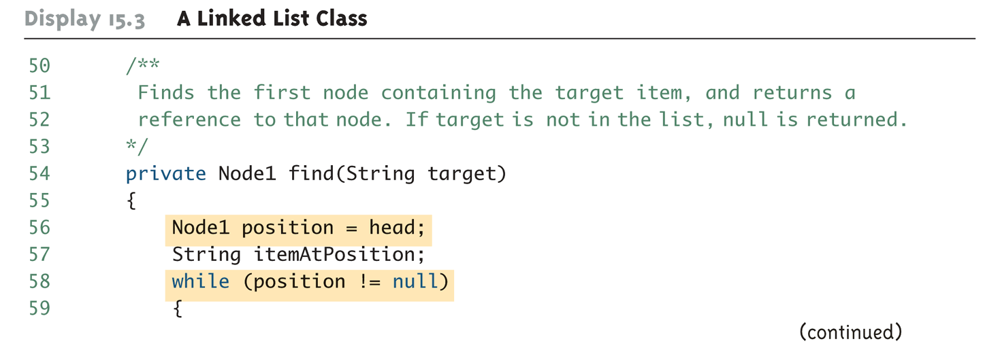 Display 15.3 A Linked List Class
50 /**
51 Finds the first node containing the target item, and returns a
52 reference to that node. If target is not in the list, null is returned.
53 */
54 private Node1 find(String target)
55 {
56 Node1 position = head;
57 String itemAtPosition;
58 while (position != null)
59 {
(continued)